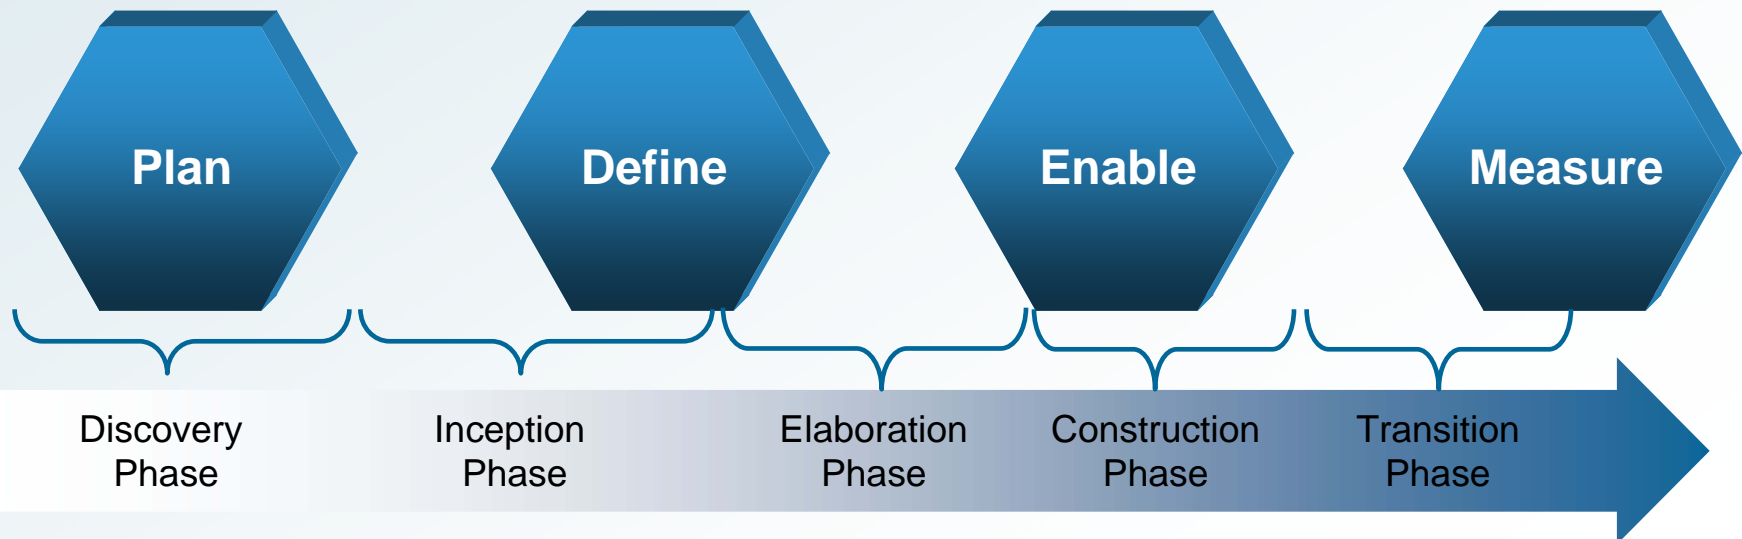 Plan
Define
Enable
Measure
Discovery
Phase
Inception
Phase
Elaboration
Phase
Construction
Phase
Transition
Phase